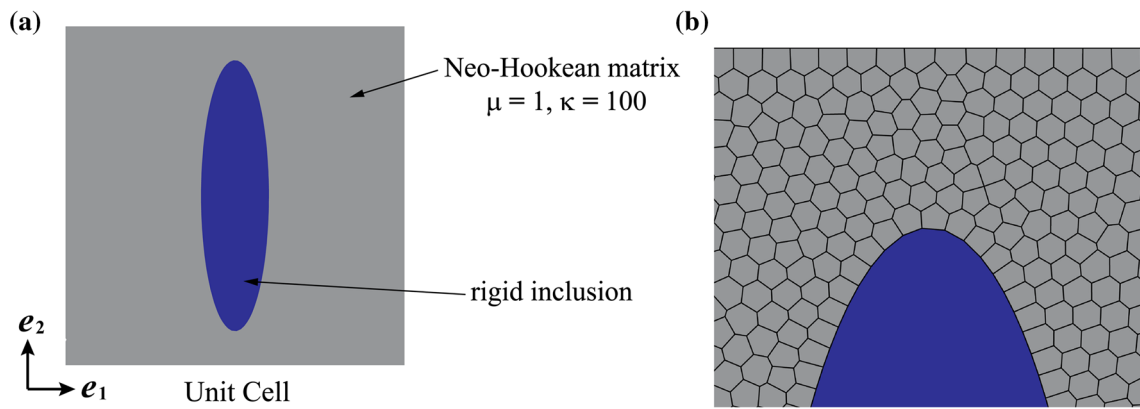 (a)
Neo-Hookean matrix
μ = 1, κ = 100
rigid inclusion
e₂
e₁
Unit Cell
(b)